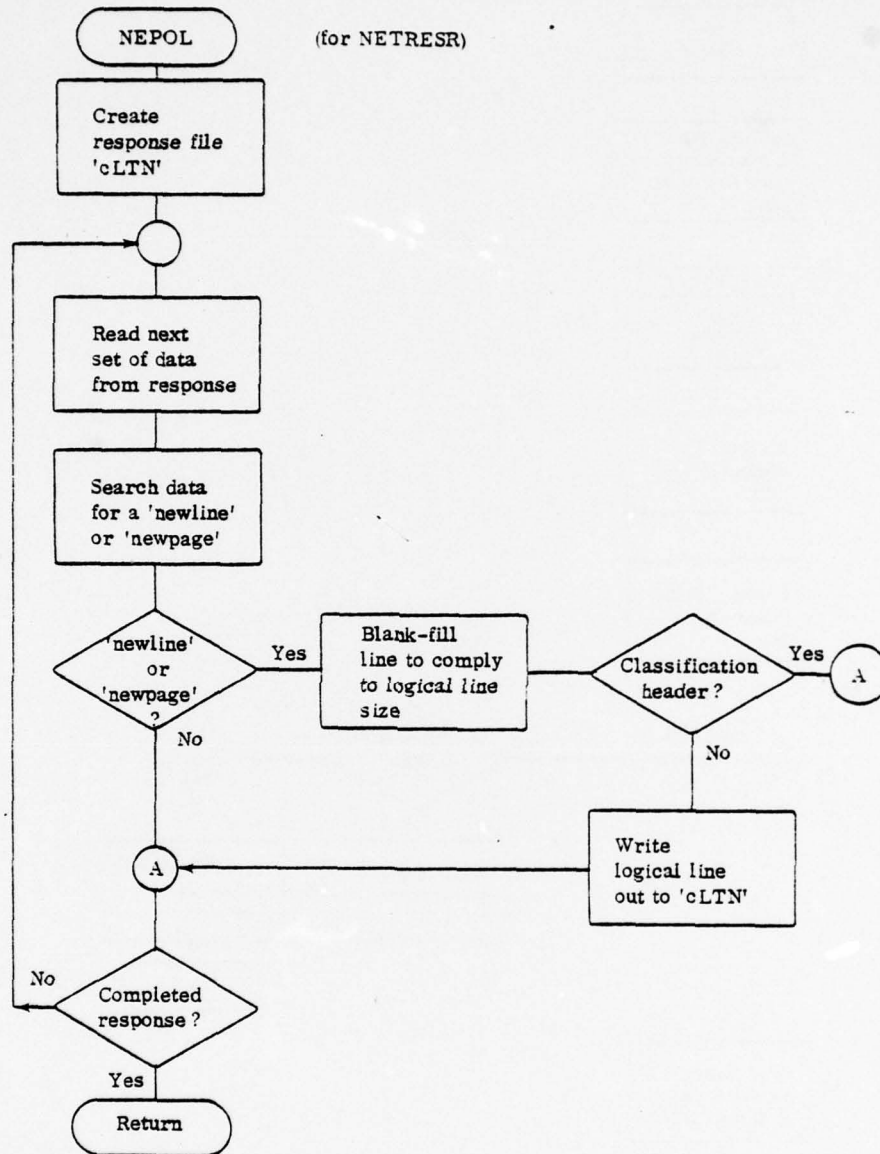 NEPOL
(for NETRESR)
Create
response file
'cLTN'
Read next
set of data
from response
Search data
for a 'newline'
or 'newpage'
'newline'
or
'newpage'
?
Yes
No
Blank-fill
line to comply
to logical line
size
Classification
header?
Yes
A
No
Write
logical line
out to 'cLTN'
A
No
Completed
response?
Yes
Return